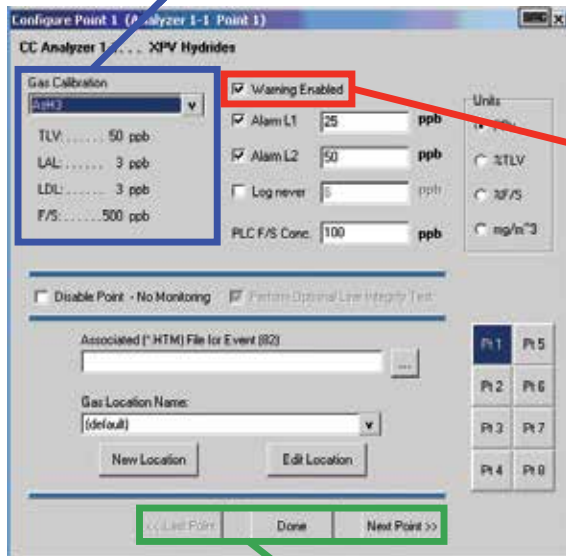 Configure Point 1 (Analyzer 1-1 Point 1)
CC Analyzer 1 . . . XPV Hydrides
Gas Calibration
AsH3
TLV: . . . . . . 50 ppb
LAL: . . . . . . 3 ppb
LDL: . . . . . . 3 ppb
F/S: . . . . . . 500 ppb
Warning Enabled
Alarm L1 25 ppb
Alarm L2 50 ppb
Log never ppb
PLC F/S Conc. 100 ppb
Units
%TLV
%F/S
mg/m^3
Disable Point - No Monitoring
Perform Optional Line Integrity Test
Associated (*.HTM) File for Event (82)
...
Gas Location Name:
(default)
New Location
Edit Location
Pt 1 Pt 5
Pt 2 Pt 6
Pt 3 Pt 7
Pt 4 Pt 8
<< Last Point
Done
Next Point >>